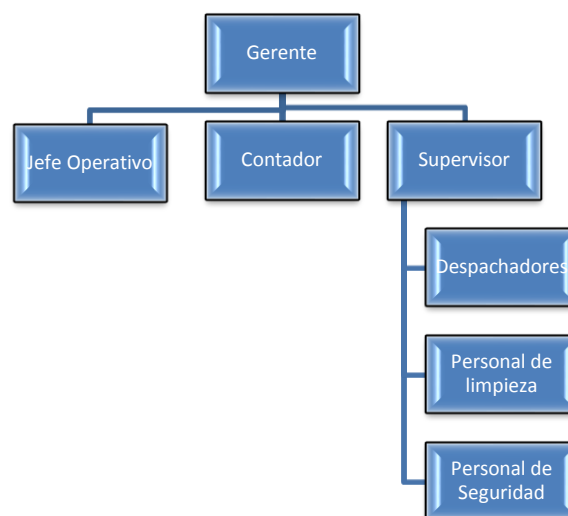 Gerente
Jefe Operativo
Contador
Supervisor
Despachadores
Personal de
limpieza
Personal de
Seguridad